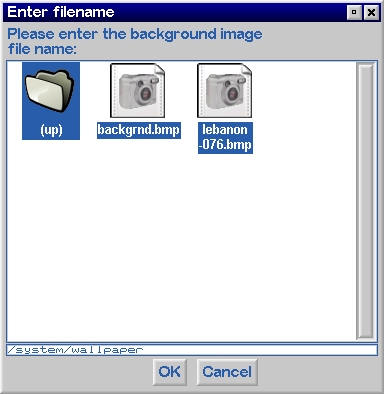 Enter filename
Please enter the background image
file name:
(up)
backgrnd.bmp
lebanon
-076.bmp
/system/wallpaper
OK
Cancel